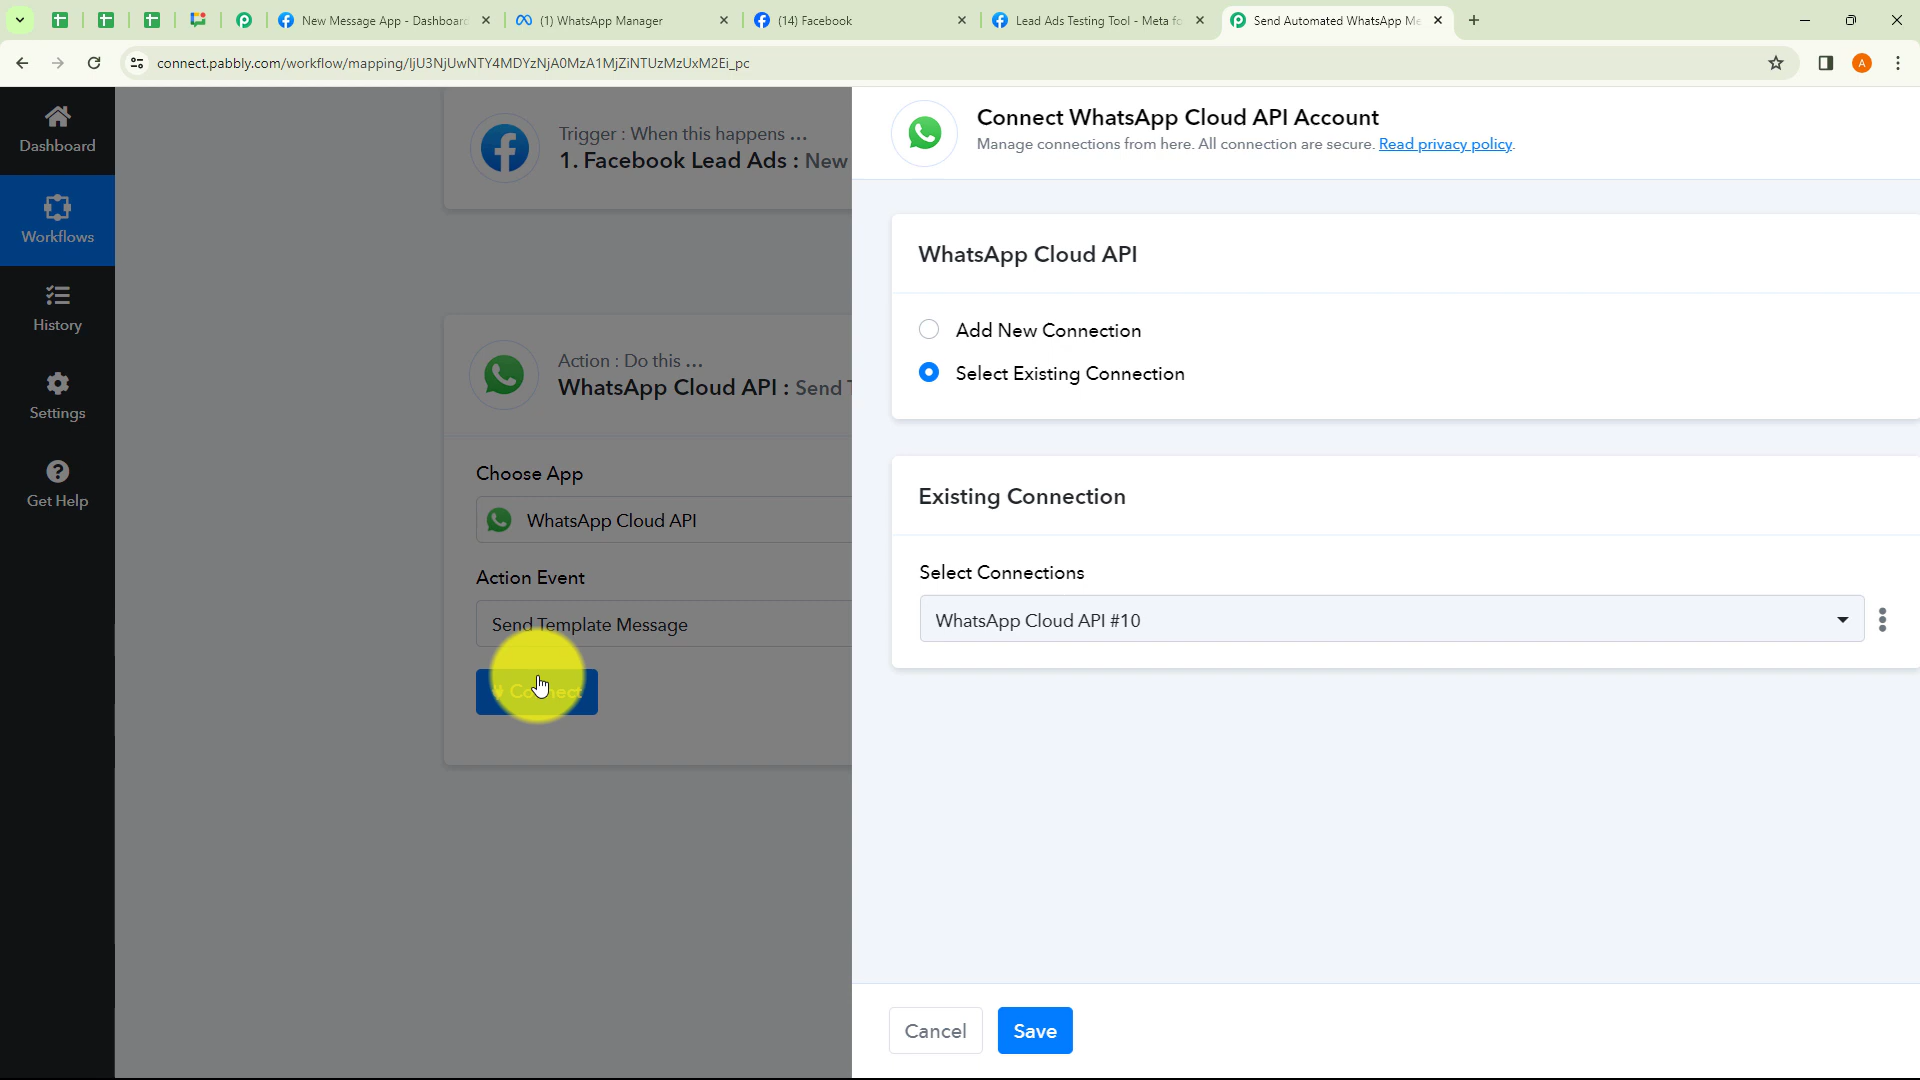 New Message App - Dashboard
(1) WhatsApp Manager
(14) Facebook
Lead Ads Testing Tool - Meta fo
Send Automated WhatsApp Me
connect.pabbly.com/workflow/mapping/IjU3NjUwNTY4MDYzNjA0MzA1MjZiNTUzMzUxM2Ei_pc
A
Dashboard
Workflows
History
Settings
Get Help
Trigger : When this happens ...
1. Facebook Lead Ads : New
Action : Do this ...
WhatsApp Cloud API : Send T
Choose App
WhatsApp Cloud API
Action Event
Send Template Message
Connect
Connect WhatsApp Cloud API Account
Manage connections from here. All connection are secure. Read privacy policy.
WhatsApp Cloud API
Add New Connection
Select Existing Connection
Existing Connection
Select Connections
WhatsApp Cloud API #10
Cancel
Save